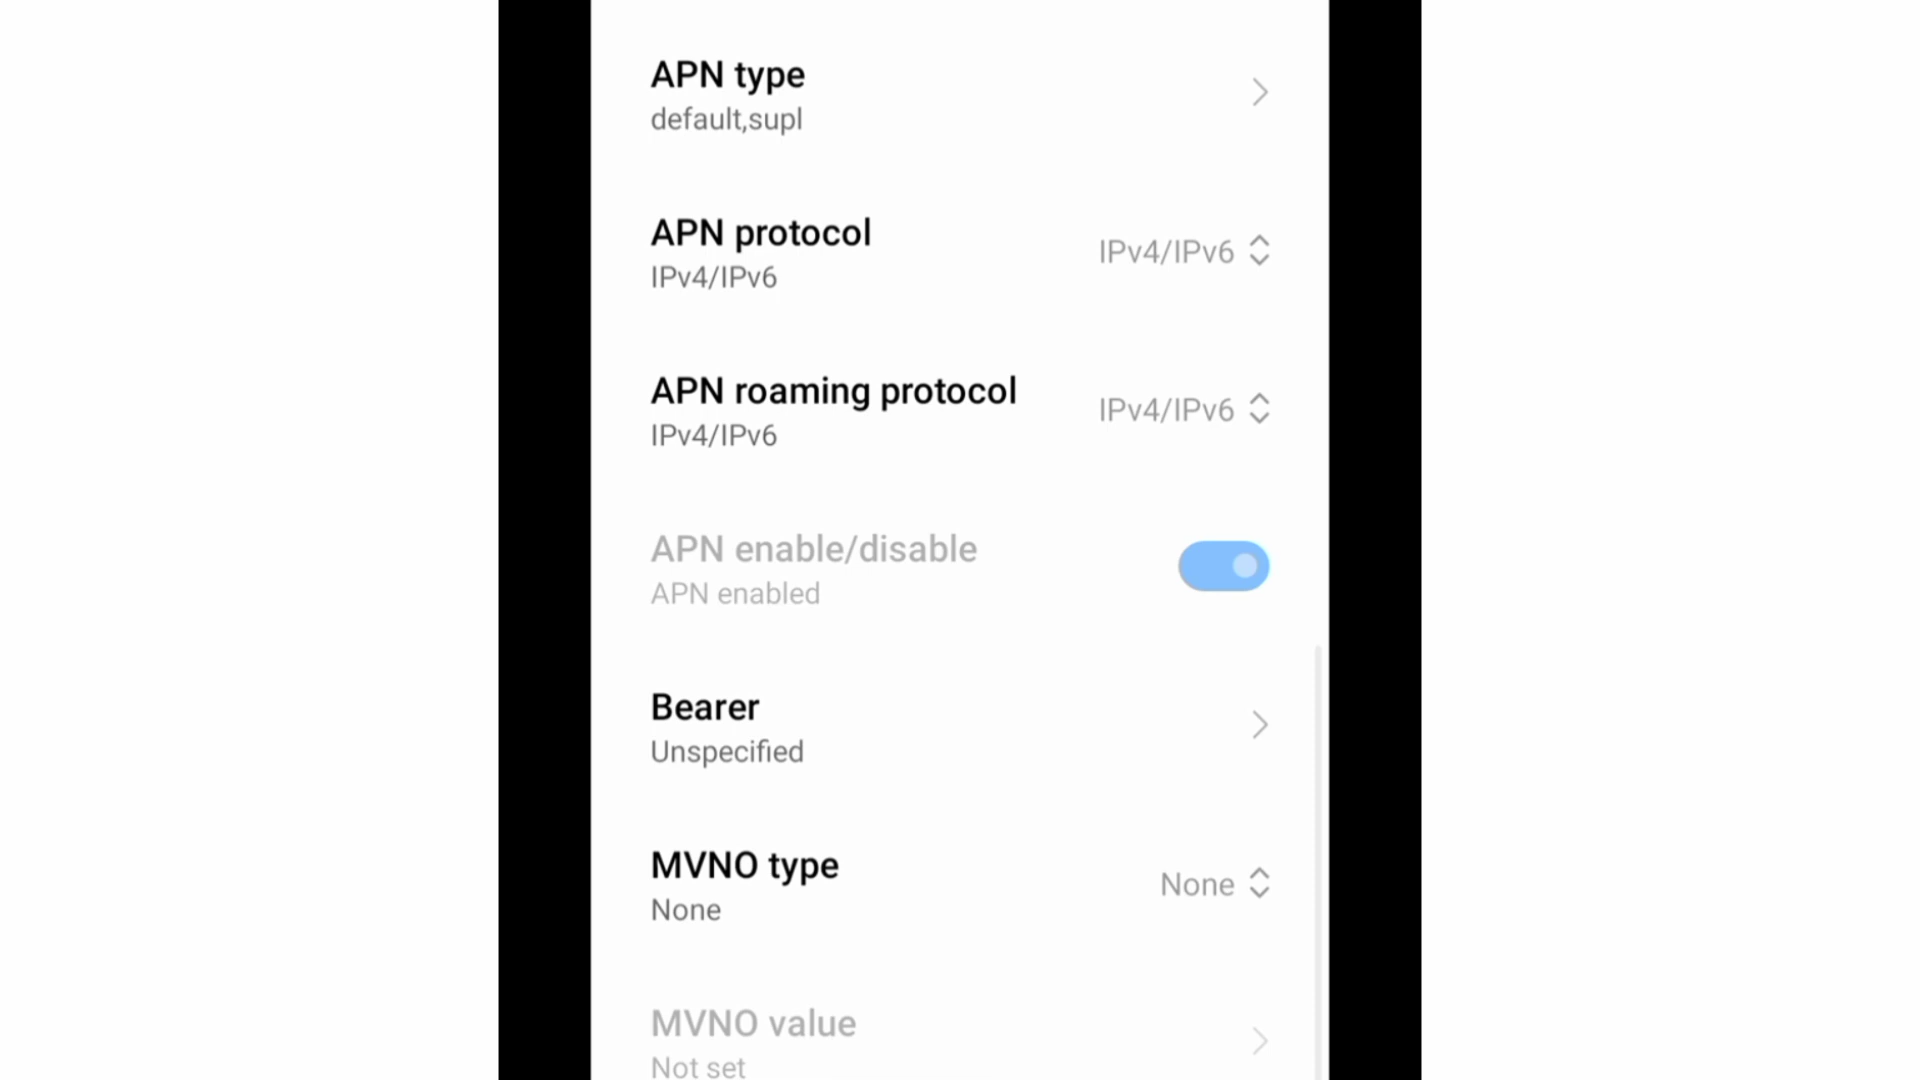 APN type
default,supl
APN protocol
IPv4/IPv6
IPv4/IPv6
APN roaming protocol
IPv4/IPv6
IPv4/IPv6
APN enable/disable
APN enabled
Bearer
Unspecified
MVNO type
None
None
MVNO value
Not set